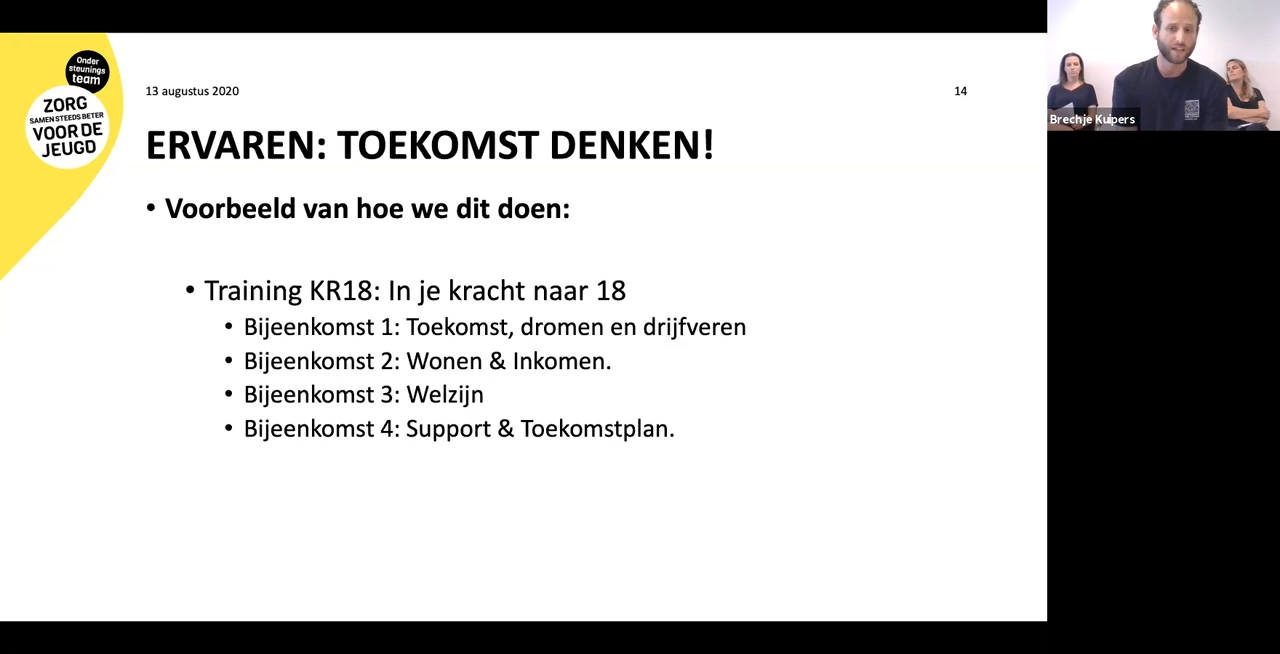 Onder
steunings
team
ZORG
SAMEN STEEDS BETER
VOOR DE
JEUGD
13 augustus 2020
14
ERVAREN: TOEKOMST DENKEN!
• Voorbeeld van hoe we dit doen:
• Training KR18: In je kracht naar 18
• Bijeenkomst 1: Toekomst, dromen en drijfveren
• Bijeenkomst 2: Wonen & Inkomen.
• Bijeenkomst 3: Welzijn
• Bijeenkomst 4: Support & Toekomstplan.
Brechje Kuipers